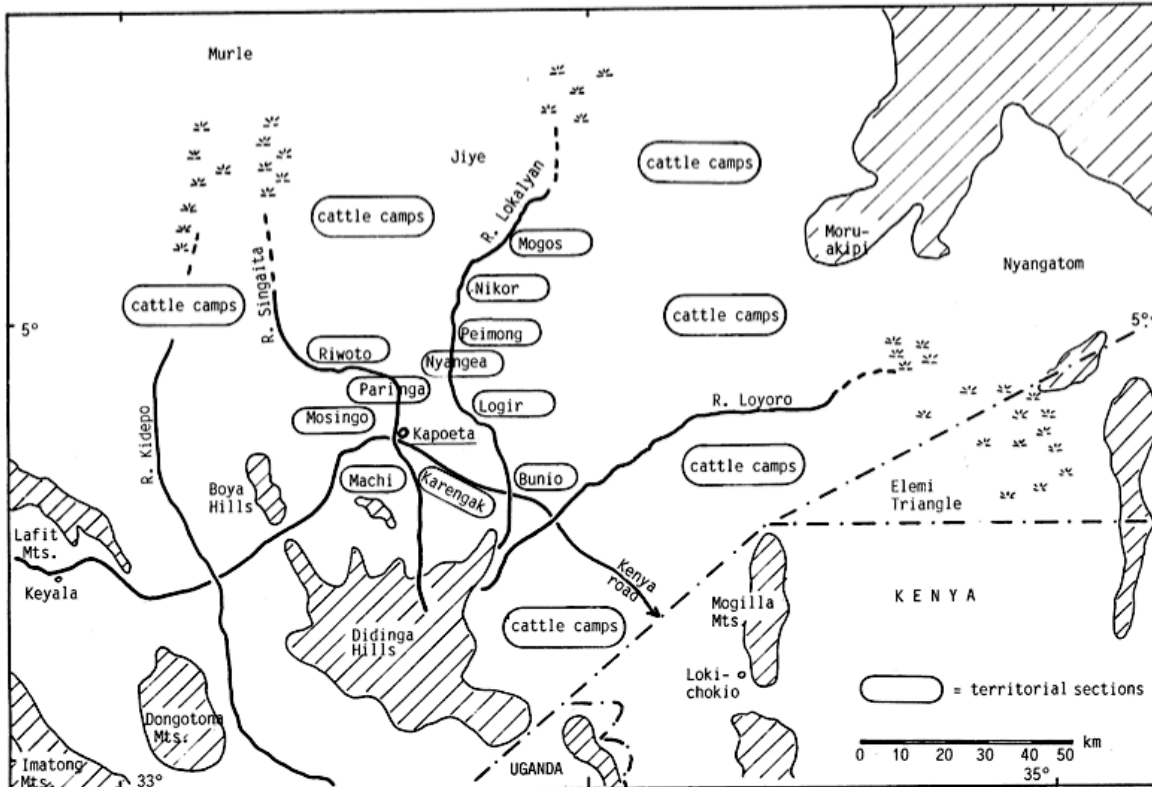 Murle
Jiye
cattle camps
R. Lokalyan
cattle camps
Mogos
Moru-
akipi
Nyangatom
R. Singaita
cattle camps
Nikor
cattle camps
5°
5°
Peimong
Riwoto
Nyangea
Paringa
R. Loyoro
Logir
Mosingo
Kapoeta
R. Kidepo
cattle camps
Boya
Hills
Machi
Karengak
Bunio
Elemi
Triangle
Lafit
Mts.
Keyala
Kenya
road
Mogilla
Mts.
KENYA
Didinga
Hills
cattle camps
Loki-
chokio
= territorial sections
Dongotona
Mts.
km
0 10 20 30 40 50
Imatong
Mts.
33°
UGANDA
35°